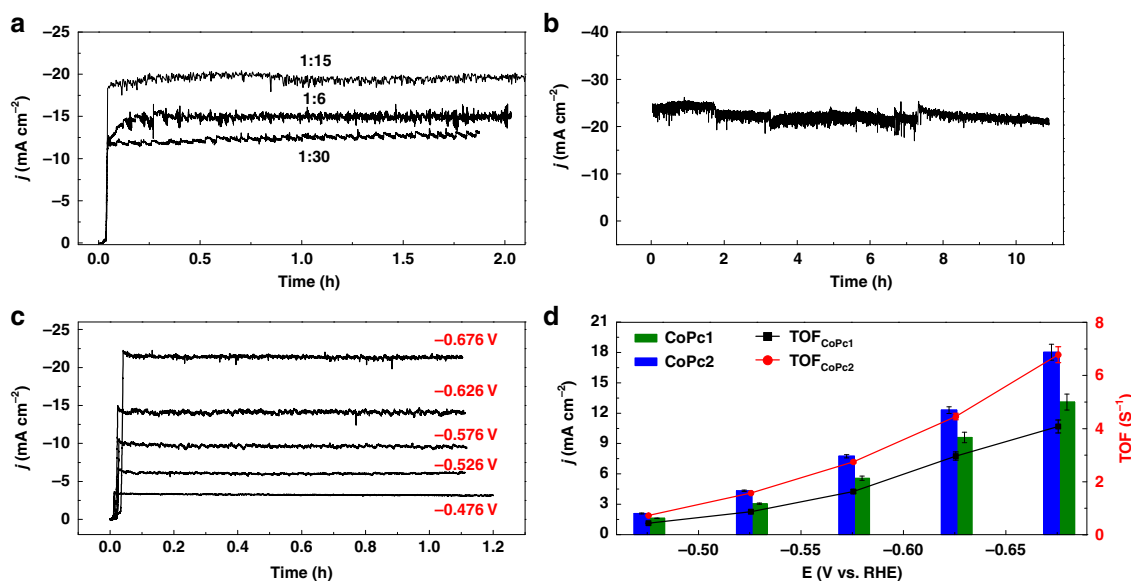 a
–25
–20
–15
–10
–5
0
j (mA cm⁻²)
1:15
1:6
1:30
0.0 0.5 1.0 1.5 2.0
Time (h)
b
–40
–30
–20
–10
0
j (mA cm⁻²)
0 2 4 6 8 10
Time (h)
c
–25
–20
–15
–10
–5
0
j (mA cm⁻²)
–0.676 V
–0.626 V
–0.576 V
–0.526 V
–0.476 V
0.0 0.2 0.4 0.6 0.8 1.0 1.2
Time (h)
d
21
18
15
12
9
6
3
0
j (mA cm⁻²)
CoPc1
CoPc2
TOF_CoPc1
TOF_CoPc2
8
6
4
2
0
TOF (S⁻¹)
–0.50 –0.55 –0.60 –0.65
E (V vs. RHE)